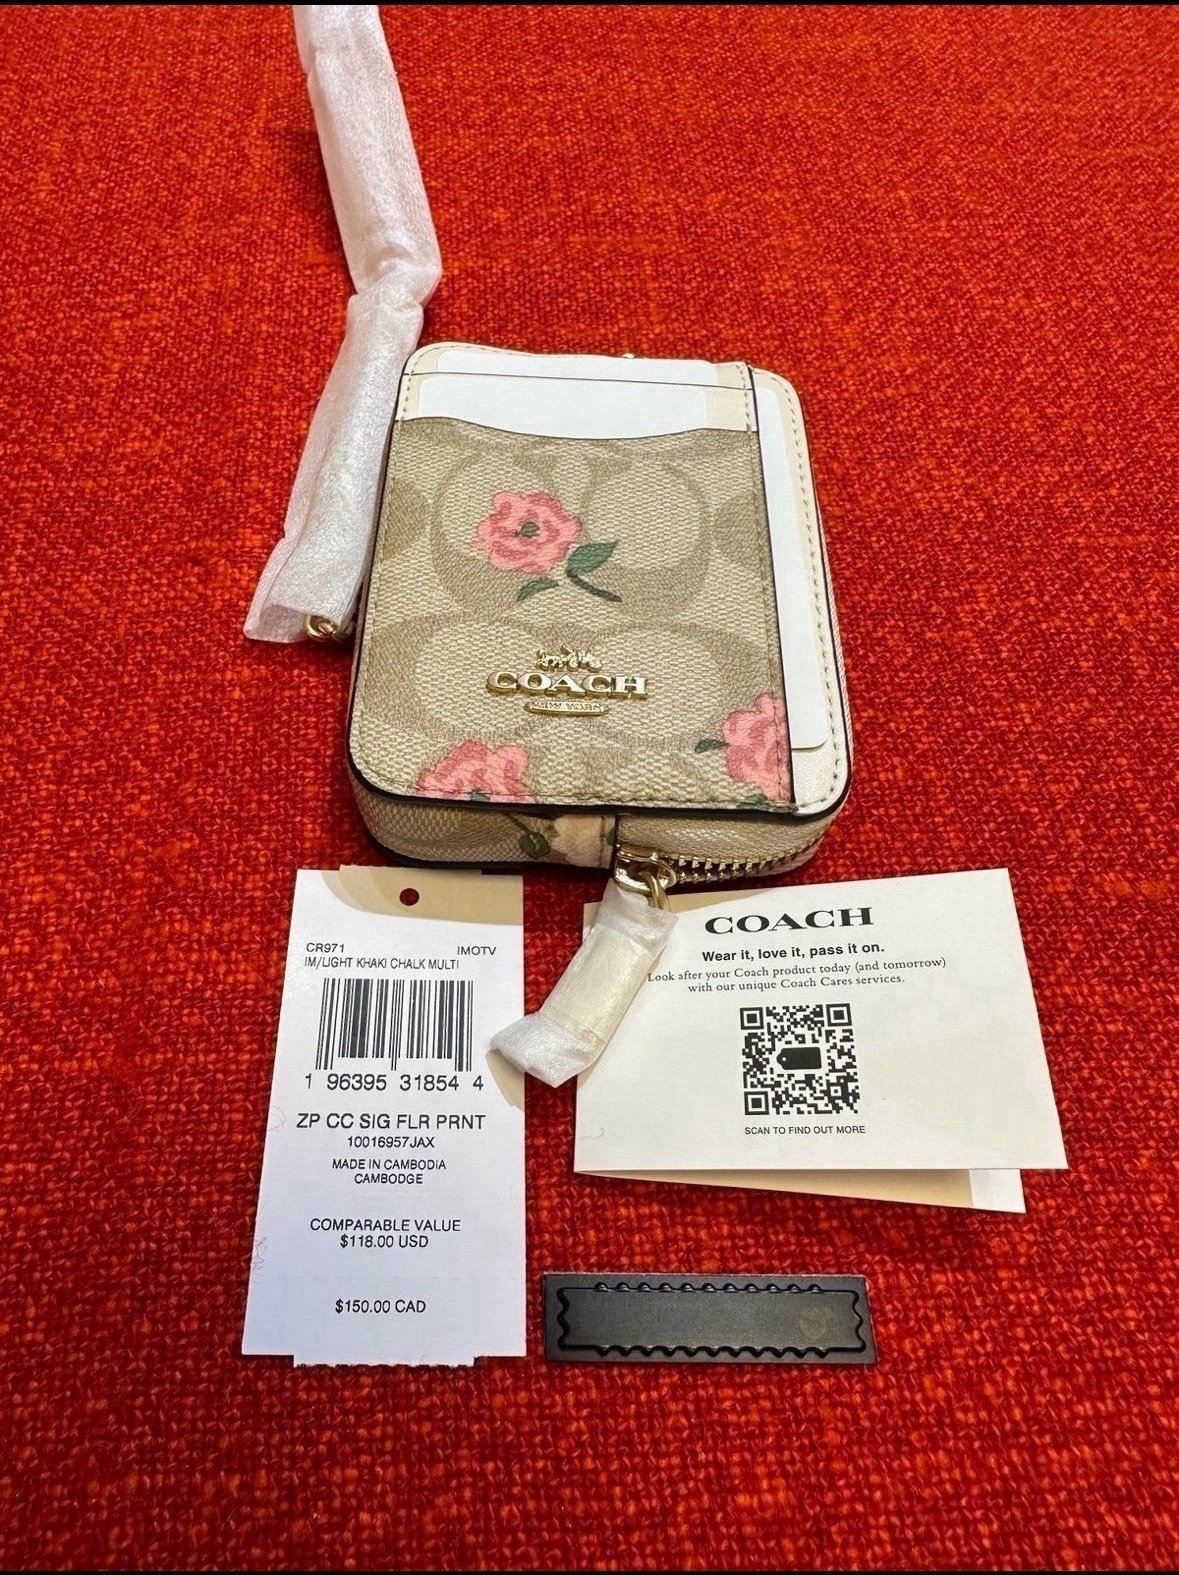 COACH
NEW YORK
CR971 IMOTV
IM/LIGHT KHAKI CHALK MULTI
1 96395 31854 4
ZP CC SIG FLR PRNT
10016957JAX
MADE IN CAMBODIA
CAMBODGE
COMPARABLE VALUE
$118.00 USD
$150.00 CAD
COACH
Wear it, love it, pass it on.
Look after your Coach product today (and tomorrow)
with our unique Coach Cares services.
SCAN TO FIND OUT MORE